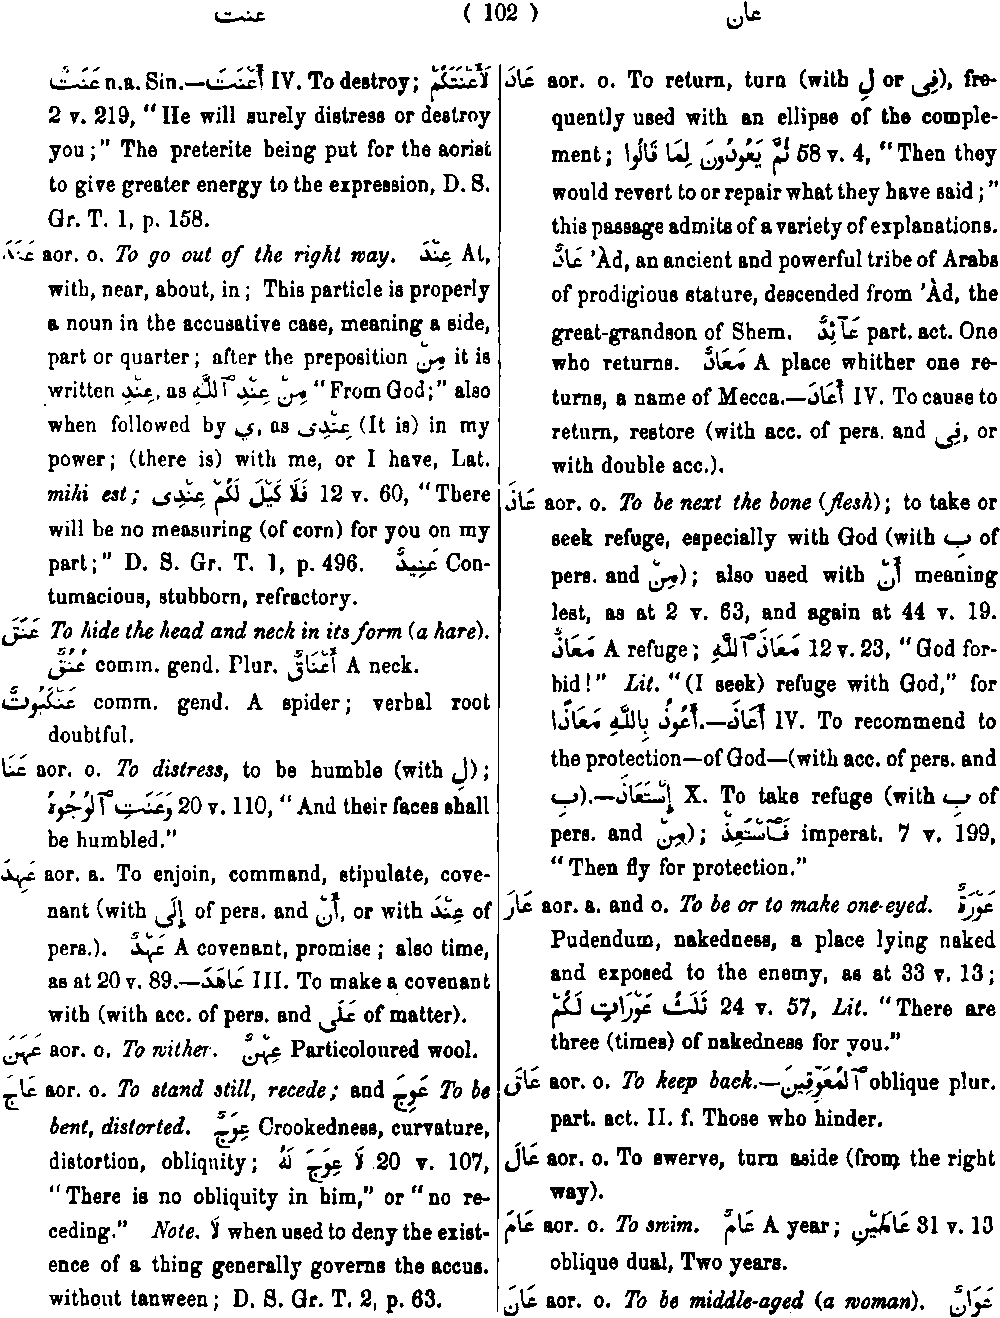 عنت ( 102 ) عان
عَنَتٌ n.a. Sin.—أَعْنَتَ IV. To destroy; لَأَعْنَتَكُمْ
2 v. 219, "He will surely distress or destroy
you;" The preterite being put for the aorist
to give greater energy to the expression, D. S.
Gr. T. 1, p. 158.
عَنَدَ aor. o. To go out of the right way. عِنْدَ At,
with, near, about, in; This particle is properly
a noun in the accusative case, meaning a side,
part or quarter; after the preposition مِنْ it is
written عِنْدِ, as مِنْ عِنْدِ ٱللَّهِ "From God;" also
when followed by ي, as عِنْدِى (It is) in my
power; (there is) with me, or I have, Lat.
mihi est; فَلَا كَيْلَ لَكُمْ عِنْدِى 12 v. 60, "There
will be no measuring (of corn) for you on my
part;" D. S. Gr. T. 1, p. 496. عَنِيدٌ Con-
tumacious, stubborn, refractory.
عَنَقَ To hide the head and neck in its form (a hare).
عُنُقٌ comm. gend. Plur. أَعْنَاقٌ A neck.
عَنْكَبُوتٌ comm. gend. A spider; verbal root
doubtful.
عَنَا aor. o. To distress, to be humble (with لِ);
وَعَنَتِ ٱلْوُجُوهُ 20 v. 110, "And their faces shall
be humbled."
عَهِدَ aor. a. To enjoin, command, stipulate, cove-
nant (with إِلَى of pers. and أَنْ, or with عِنْدَ of
pers.). عَهْدٌ A covenant, promise; also time,
as at 20 v. 89.—عَاهَدَ III. To make a covenant
with (with acc. of pers. and عَلَى of matter).
عَهَنَ aor. o. To wither. عِهْنٌ Particoloured wool.
عَاجَ aor. o. To stand still, recede; and عَوِجَ To be
bent, distorted. عِوَجٌ Crookedness, curvature,
distortion, obliquity; لَا عِوَجَ لَهُ 20 v. 107,
"There is no obliquity in him," or "no re-
ceding." Note. لَا when used to deny the exist-
ence of a thing generally governs the accus.
without tanween; D. S. Gr. T. 2, p. 63.
عَادَ aor. o. To return, turn (with لِ or فِى), fre-
quently used with an ellipse of the comple-
ment; ثُمَّ يَعُودُونَ لِمَا قَالُوا 58 v. 4, "Then they
would revert to or repair what they have said;"
this passage admits of a variety of explanations.
عَادٌ 'Àd, an ancient and powerful tribe of Arabs
of prodigious stature, descended from 'Àd, the
great-grandson of Shem. عَآئِدٌ part. act. One
who returns. مَعَادٌ A place whither one re-
turns, a name of Mecca.—أَعَادَ IV. To cause to
return, restore (with acc. of pers. and فِى, or
with double acc.).
عَاذَ aor. o. To be next the bone (flesh); to take or
seek refuge, especially with God (with بِ of
pers. and مِنْ); also used with أَنْ meaning
lest, as at 2 v. 63, and again at 44 v. 19.
مَعَاذٌ A refuge; مَعَاذَ ٱللَّهِ 12 v. 23, "God for-
bid!" Lit. "(I seek) refuge with God," for
أَعُوذُ بِاللَّهِ مَعَاذًا.—أَعَاذَ IV. To recommend to
the protection—of God—(with acc. of pers. and
بِ).—إِسْتَعَاذَ X. To take refuge (with بِ of
pers. and مِنْ); فَٱسْتَعِذْ imperat. 7 v. 199,
"Then fly for protection."
عَارَ aor. a. and o. To be or to make one-eyed. عَوْرَةٌ
Pudendum, nakedness, a place lying naked
and exposed to the enemy, as at 33 v. 13;
ثَلَثُ عَوْرَاتٍ لَكُمْ 24 v. 57, Lit. "There are
three (times) of nakedness for you."
عَاقَ aor. o. To keep back.—ٱلْمُعَوِّقِينَ oblique plur.
part. act. II. f. Those who hinder.
عَالَ aor. o. To swerve, turn aside (from the right
way).
عَامَ aor. o. To swim. عَامٌ A year; عَامَيْنِ 31 v. 13
oblique dual, Two years.
عَانَ aor. o. To be middle-aged (a woman). عَوَانٌ